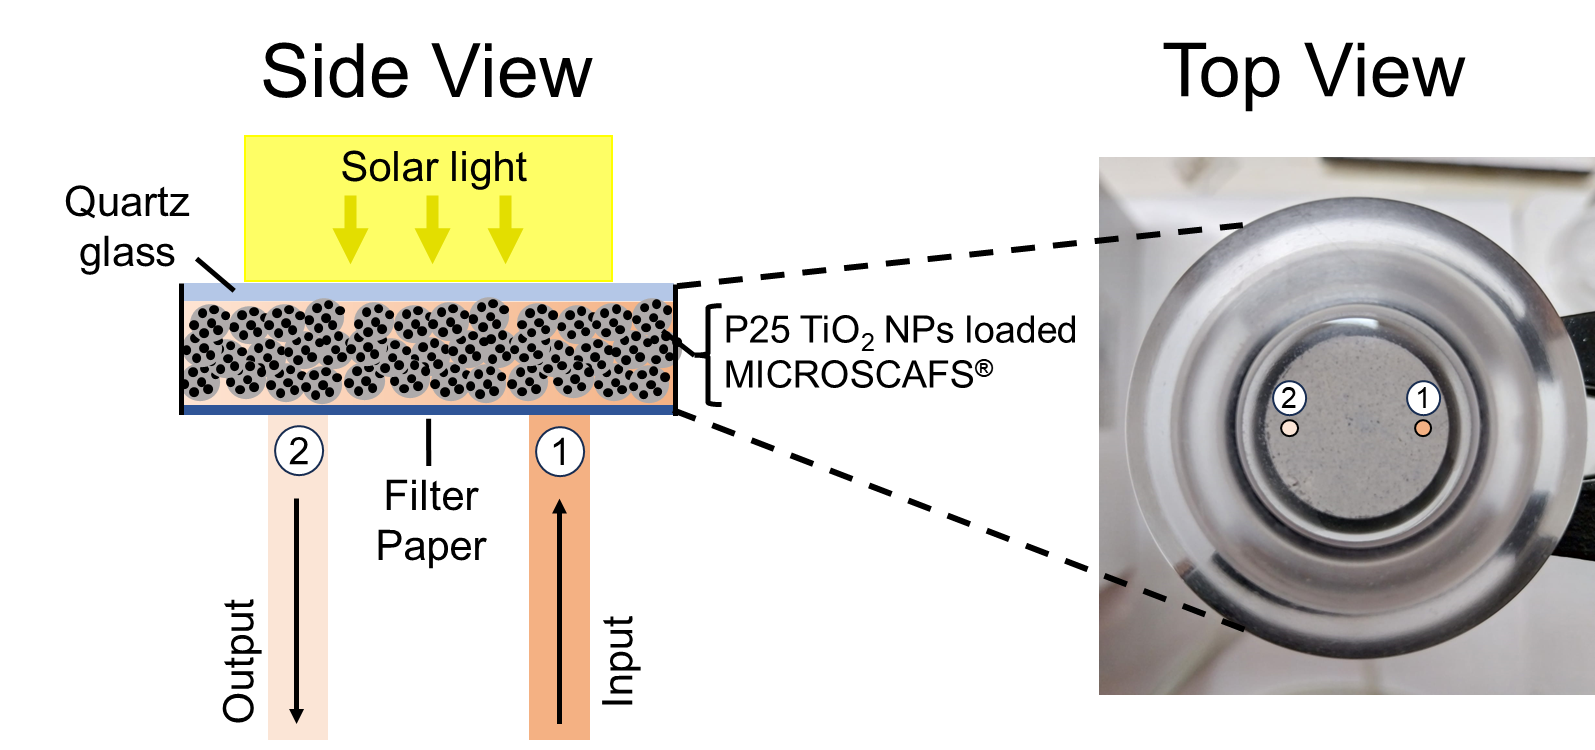 Side View
Top View
Solar light
Quartz
glass
P25 TiO₂ NPs loaded
MICROSCAFS®
2
1
2
1
Filter
Paper
Output
Input